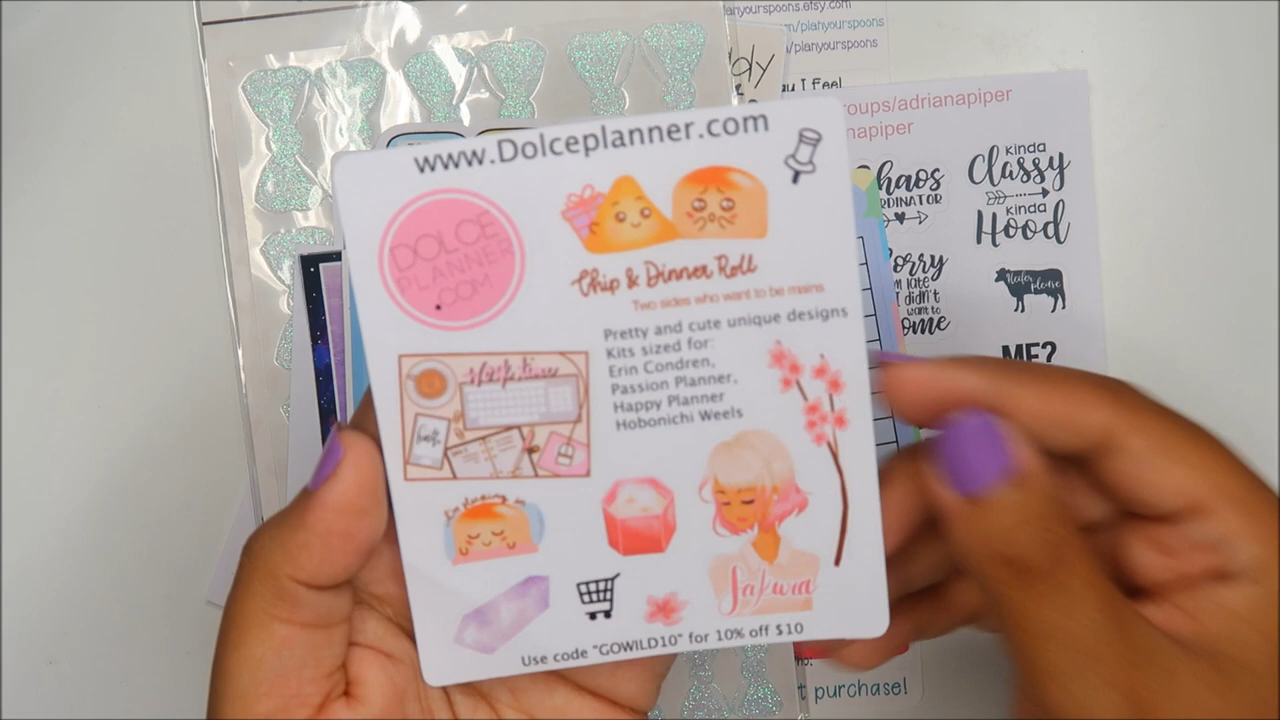 planyourspoons.etsy.com
m/planyourspoons
/planyourspoons
u I feel
roups/adrianapiper
napiper
www.Dolceplanner.com
DOLCE
PLANNER
.COM
Chip & Dinner Roll
Two sides who want to be mains
Pretty and cute unique designs
Kits sized for:
Erin Condren,
Passion Planner,
Happy Planner
Hobonichi Weels
Sakura
Use code "GOWILD10" for 10% off $10
haos
RDINATOR
kinda
Classy
kinda
Hood
orry
m late
I didn't
want to
ome
Heifer
please
ME?
t purchase!